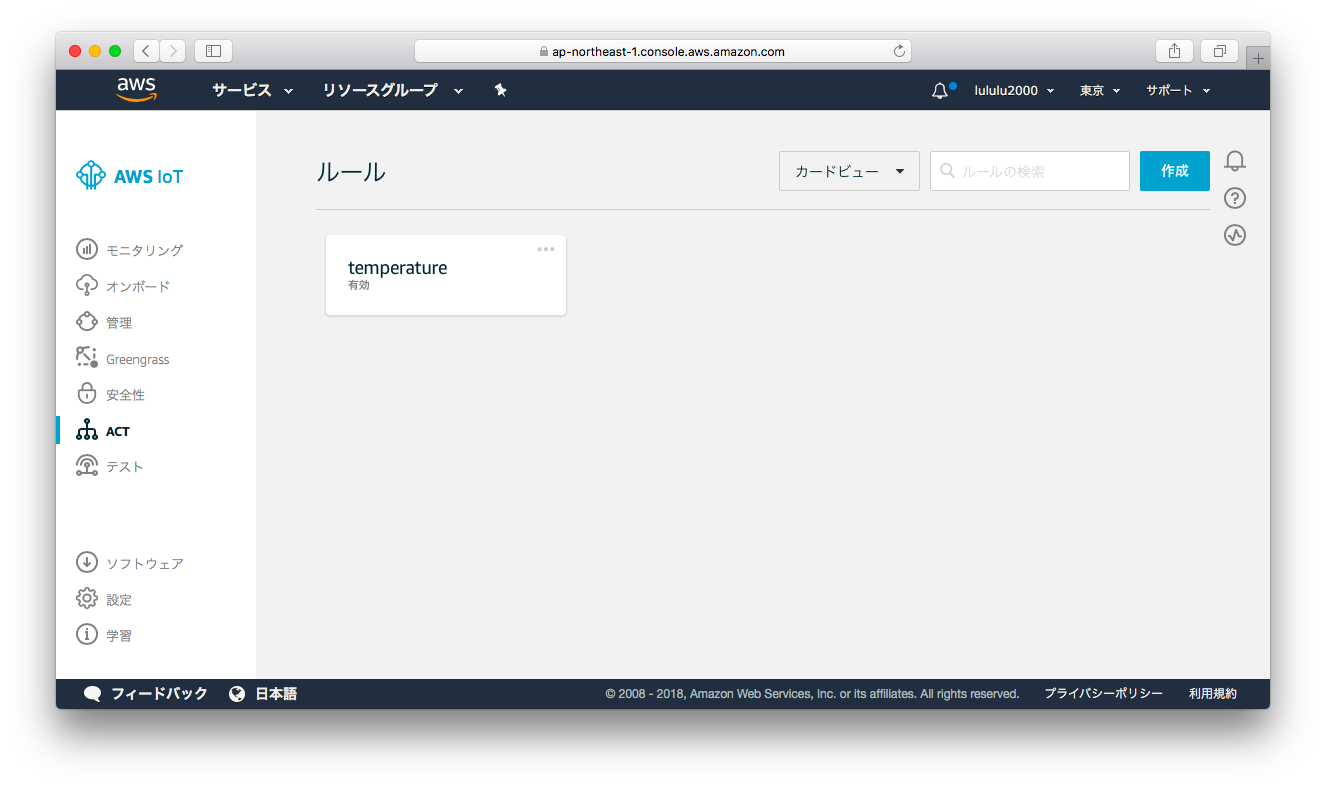 ap-northeast-1.console.aws.amazon.com
aws サービス リソースグループ lululu2000 東京 サポート
AWS IoT
モニタリング
オンボード
管理
Greengrass
安全性
ACT
テスト
ソフトウェア
設定
学習
ルール カードビュー ルールの検索 作成
temperature
有効
フィードバック 日本語 © 2008 - 2018, Amazon Web Services, Inc. or its affiliates. All rights reserved. プライバシーポリシー 利用規約